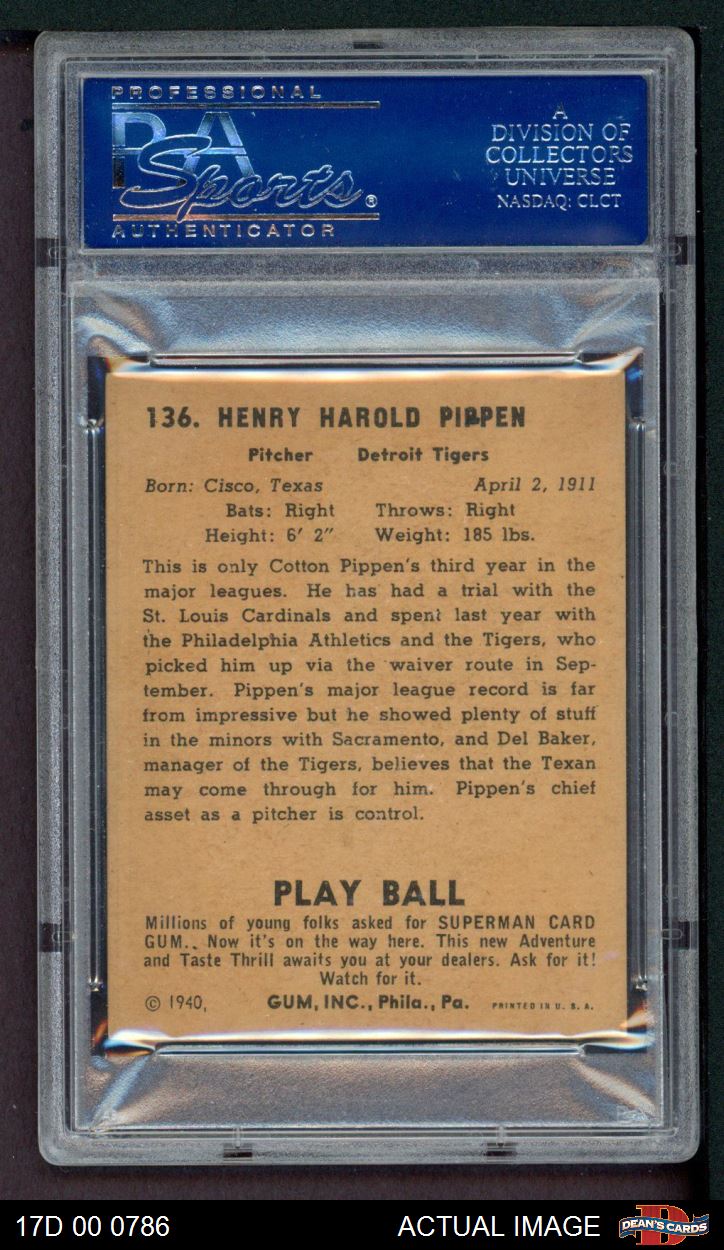 PROFESSIONAL
PSA
Sports®
AUTHENTICATOR
A
DIVISION OF
COLLECTORS
UNIVERSE
NASDAQ: CLCT
136. HENRY HAROLD PIPPEN
Pitcher Detroit Tigers
Born: Cisco, Texas April 2, 1911
Bats: Right Throws: Right
Height: 6' 2" Weight: 185 lbs.
This is only Cotton Pippen's third year in the
major leagues. He has had a trial with the
St. Louis Cardinals and spent last year with
the Philadelphia Athletics and the Tigers, who
picked him up via the waiver route in Sep-
tember. Pippen's major league record is far
from impressive but he showed plenty of stuff
in the minors with Sacramento, and Del Baker,
manager of the Tigers, believes that the Texan
may come through for him. Pippen's chief
asset as a pitcher is control.
PLAY BALL
Millions of young folks asked for SUPERMAN CARD
GUM. Now it's on the way here. This new Adventure
and Taste Thrill awaits you at your dealers. Ask for it!
Watch for it.
© 1940, GUM, INC., Phila., Pa. PRINTED IN U. S. A.
17D 00 0786 ACTUAL IMAGE DEAN'S CARDS